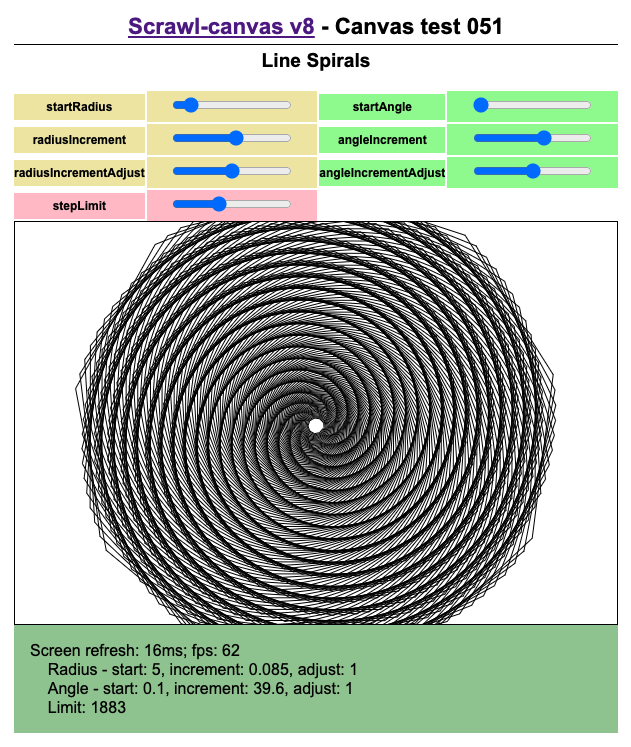 Scrawl-canvas v8 - Canvas test 051
Line Spirals
startRadius
startAngle
radiusIncrement
angleIncrement
radiusIncrementAdjust
angleIncrementAdjust
stepLimit
Screen refresh: 16ms; fps: 62
Radius - start: 5, increment: 0.085, adjust: 1
Angle - start: 0.1, increment: 39.6, adjust: 1
Limit: 1883